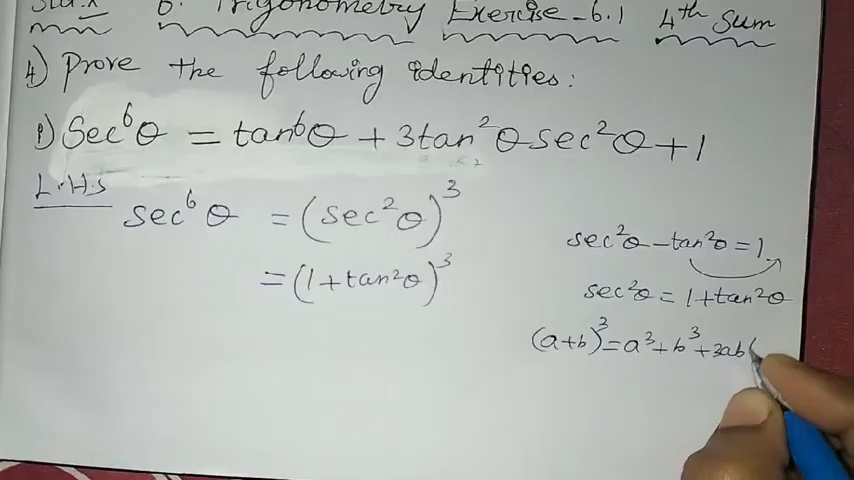 6. Trigonometry Exercise-6.1 4th Sum
4) Prove the following identities:
i) Sec⁶θ = tan⁶θ + 3tan²θ sec²θ + 1
L.H.S
sec⁶θ = (sec²θ)³
= (1+tan²θ)³
sec²θ - tan²θ = 1
sec²θ = 1+tan²θ
(a+b)³ = a³+b³+3ab(